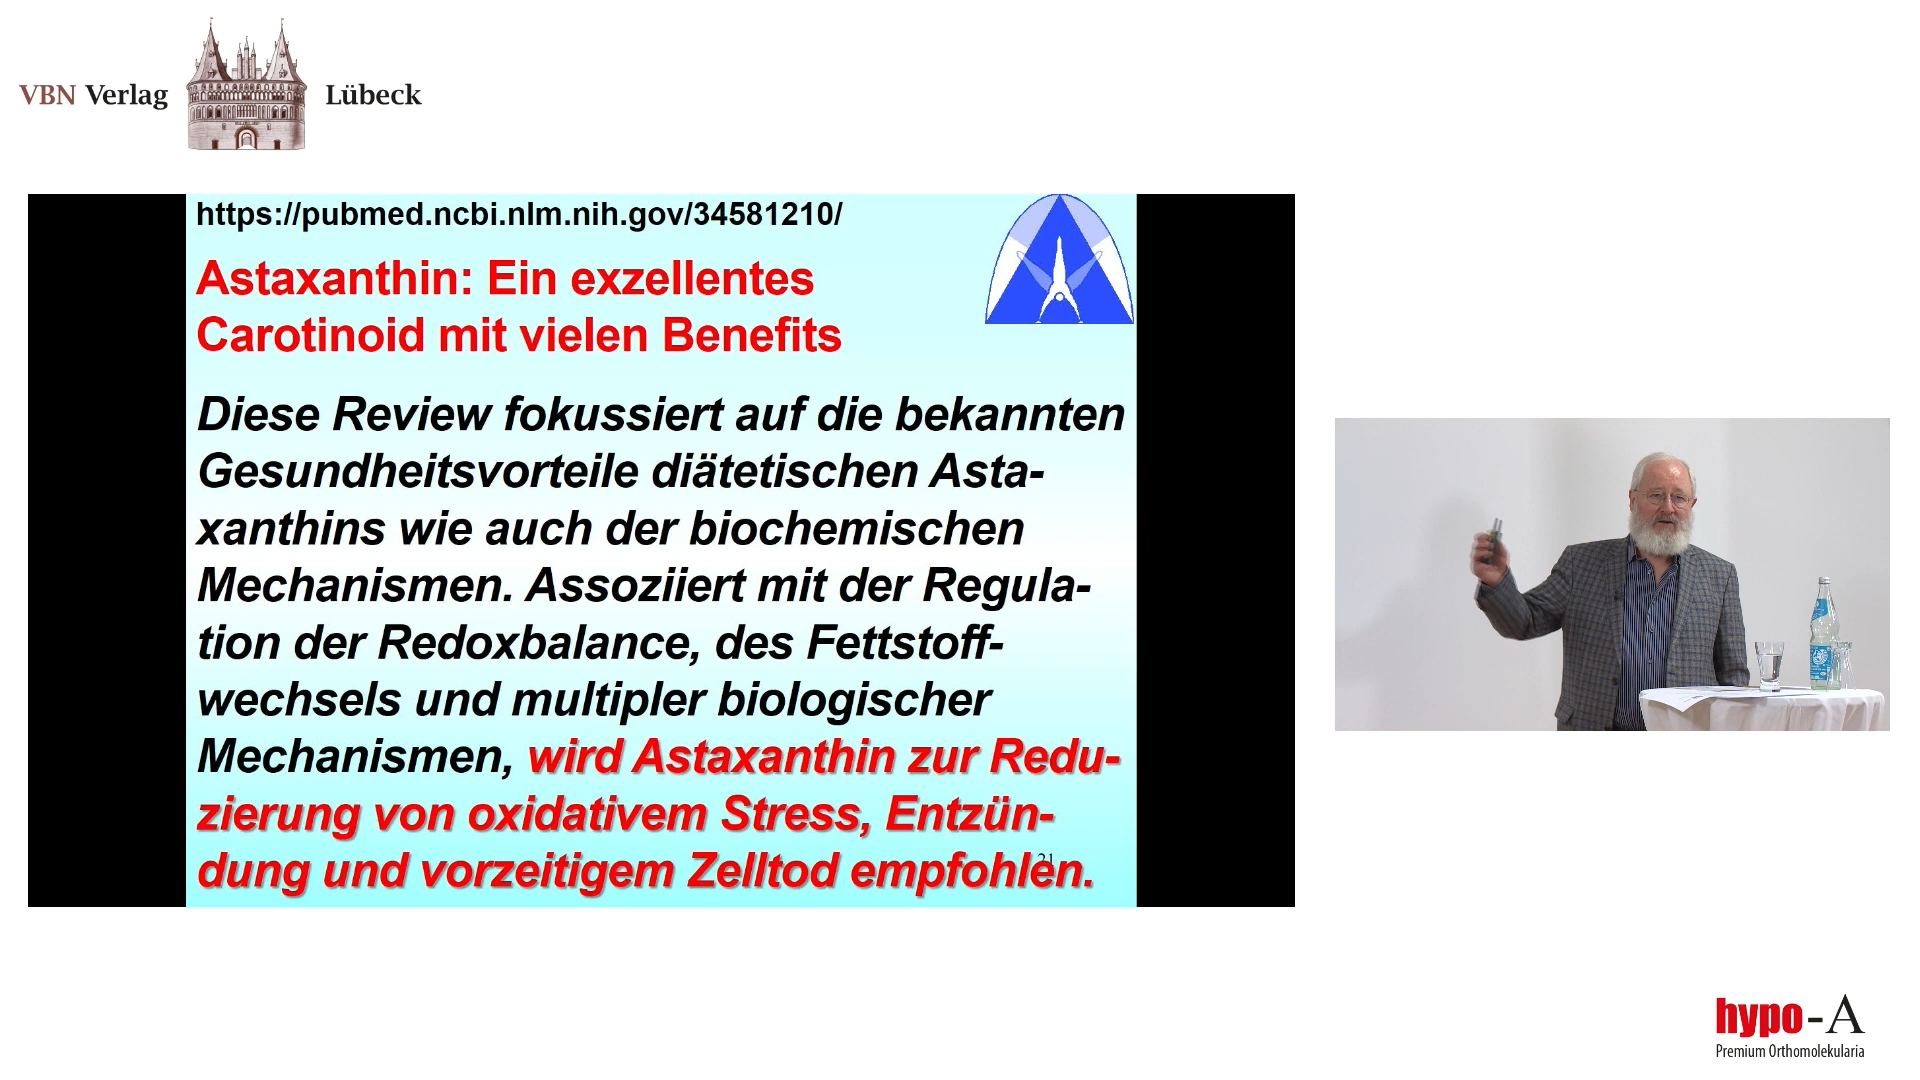 VBN Verlag Lübeck
https://pubmed.ncbi.nlm.nih.gov/34581210/
Astaxanthin: Ein exzellentes
Carotinoid mit vielen Benefits
Diese Review fokussiert auf die bekannten
Gesundheitsvorteile diätetischen Asta-
xanthins wie auch der biochemischen
Mechanismen. Assoziiert mit der Regula-
tion der Redoxbalance, des Fettstoff-
wechsels und multipler biologischer
Mechanismen, wird Astaxanthin zur Redu-
zierung von oxidativem Stress, Entzün-
dung und vorzeitigem Zelltod empfohlen.
21
hypo-A
Premium Orthomolekularia